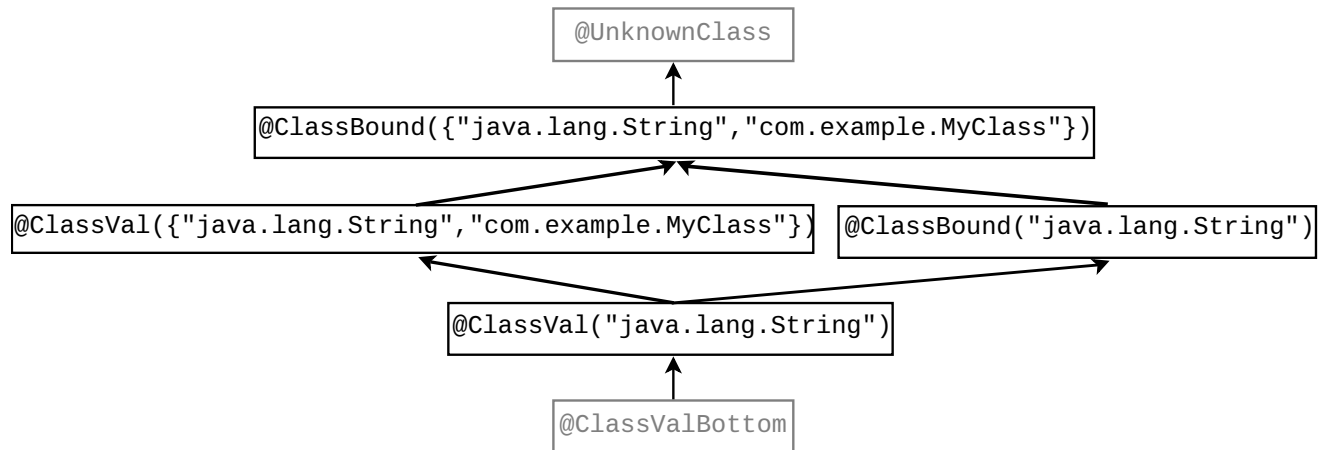 @UnknownClass
@ClassBound({"java.lang.String","com.example.MyClass"})
@ClassVal({"java.lang.String","com.example.MyClass"})
@ClassBound("java.lang.String")
@ClassVal("java.lang.String")
@ClassValBottom